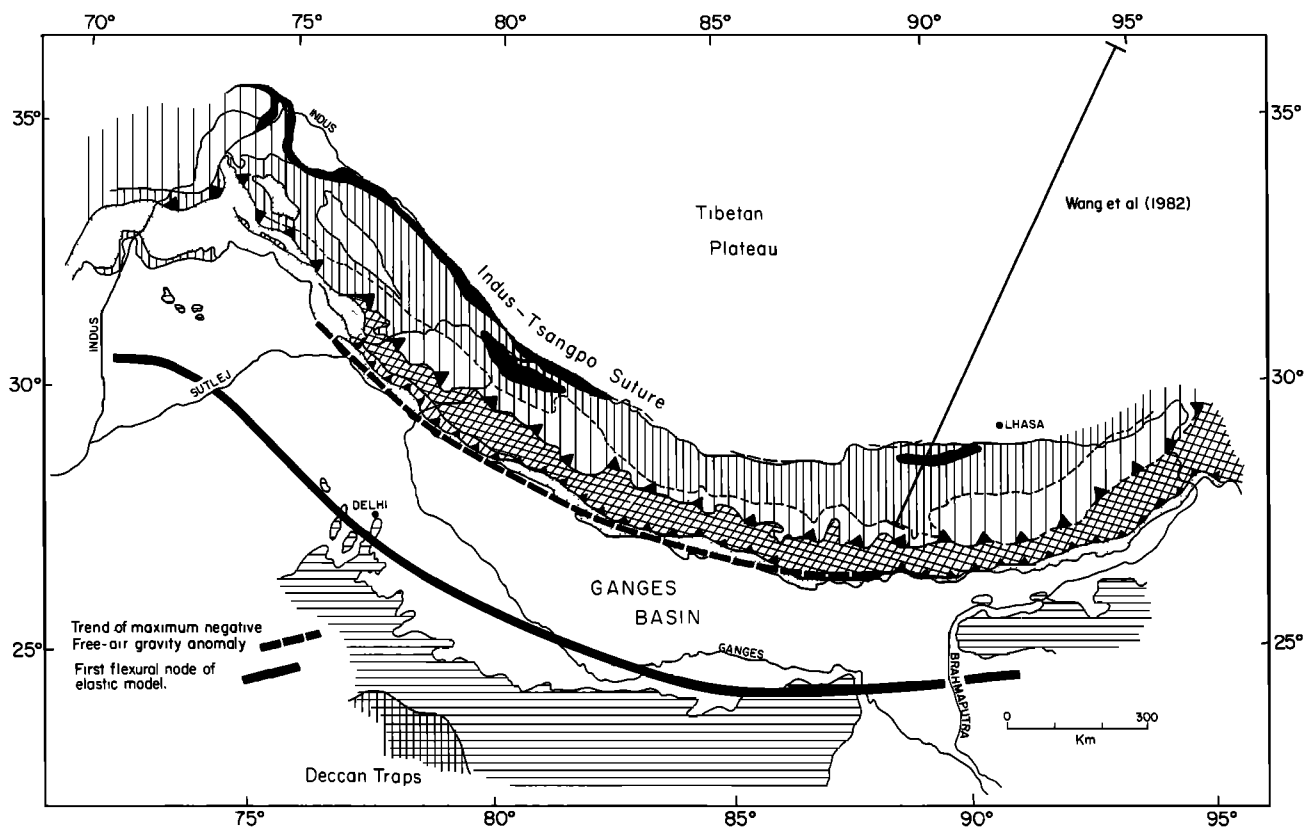 70° 75° 80° 85° 90° 95°
35° 35°
INDUS
Wang et al (1982)
Tibetan
Plateau
Indus-Tsangpo Suture
INDUS
30° 30°
SUTLEJ
LHASA
DELHI
GANGES
BASIN
Trend of maximum negative
Free-air gravity anomaly
25° 25°
First flexural node of
elastic model.
GANGES
BRAHMAPUTRA
0 300
Km
Deccan Traps
75° 80° 85° 90° 95°